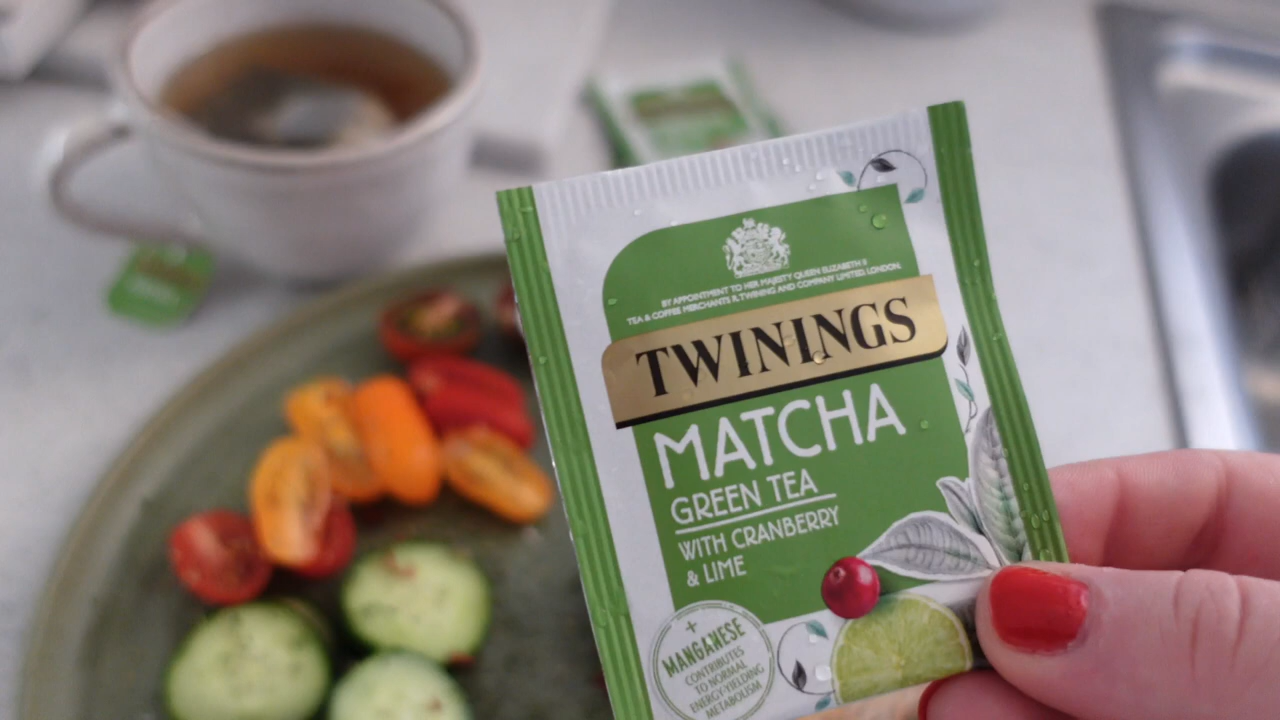 BY APPOINTMENT TO HER MAJESTY QUEEN ELIZABETH II
TEA & COFFEE MERCHANTS R. TWINING AND COMPANY LIMITED, LONDON.
TWININGS
MATCHA
GREEN TEA
WITH CRANBERRY
& LIME
+
MANGANESE
CONTRIBUTES
TO NORMAL
ENERGY-YIELDING
METABOLISM